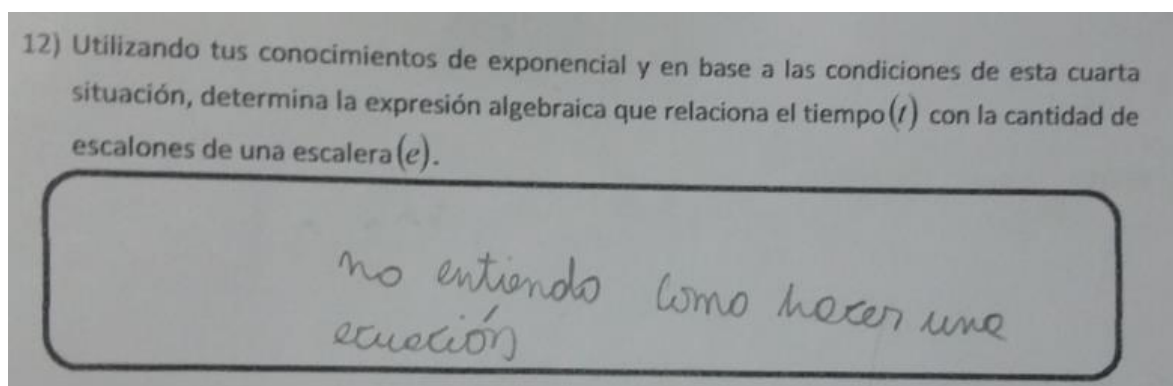 12) Utilizando tus conocimientos de exponencial y en base a las condiciones de esta cuarta
situación, determina la expresión algebraica que relaciona el tiempo (t) con la cantidad de
escalones de una escalera (e).
no entiendo como hacer una
ecuación